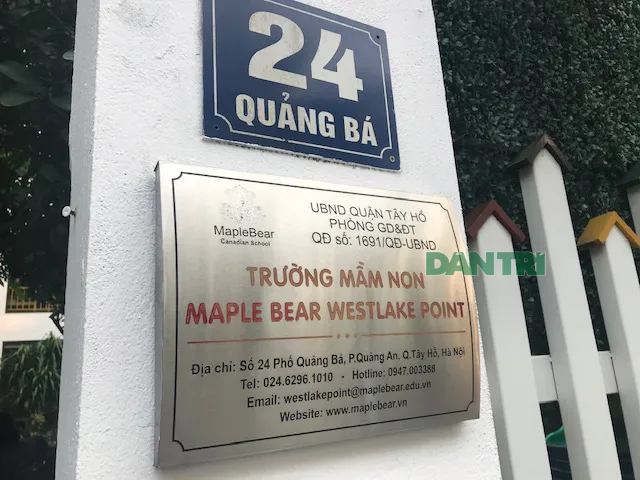 24
QUẢNG BÁ
MapleBear
Canadian School
UBND QUẬN TÂY HỒ
PHÒNG GD&ĐT
QĐ số: 1691/QĐ-UBND
TRƯỜNG MẦM NON
MAPLE BEAR WESTLAKE POINT
Địa chỉ: Số 24 Phố Quảng Bá, P.Quảng An, Q.Tây Hồ, Hà Nội
Tel: 024.6296.1010 - Hotline: 0947.003388
Email: westlakepoint@maplebear.edu.vn
Website: www.maplebear.vn
DAN TRI